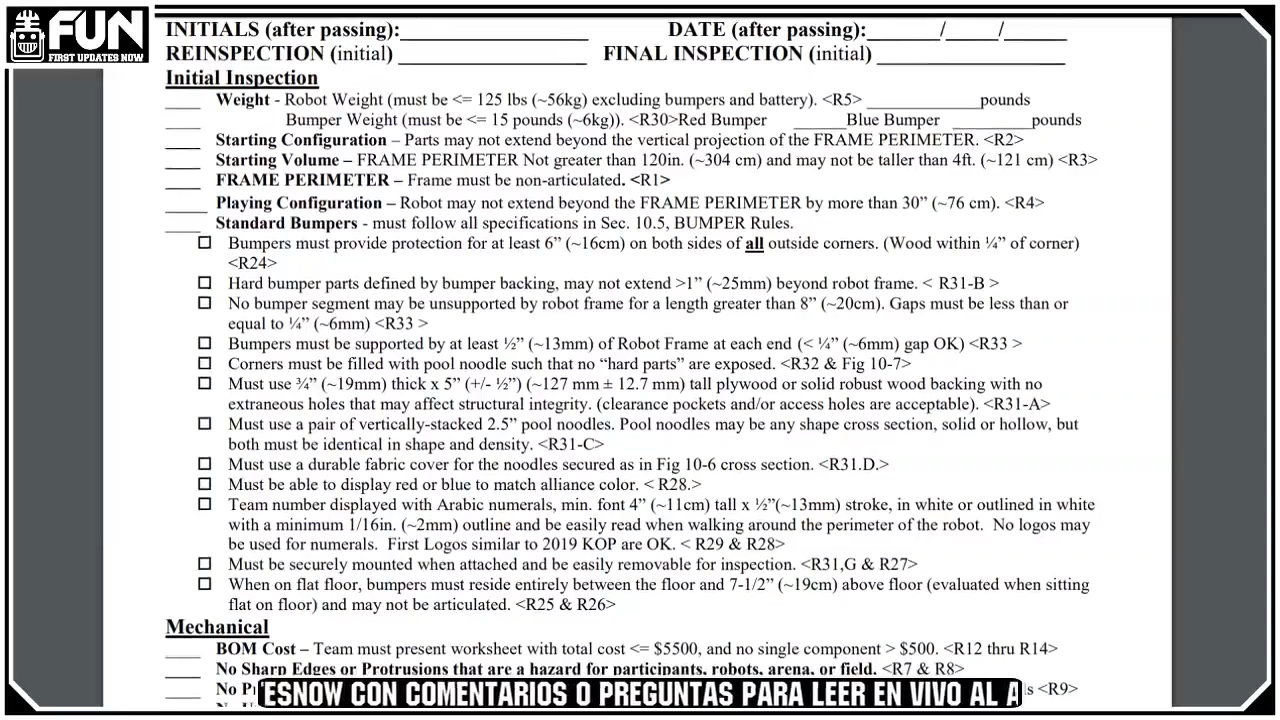 FUN
FIRST UPDATES NOW
INITIALS (after passing):____________________ DATE (after passing):_______/_____/______
REINSPECTION (initial) ____________________ FINAL INSPECTION (initial) ____________________
Initial Inspection
____ Weight - Robot Weight (must be <= 125 lbs (~56kg) excluding bumpers and battery). <R5> _____________pounds
____ Bumper Weight (must be <= 15 pounds (~6kg)). <R30>Red Bumper ______Blue Bumper _________pounds
____ Starting Configuration – Parts may not extend beyond the vertical projection of the FRAME PERIMETER. <R2>
____ Starting Volume – FRAME PERIMETER Not greater than 120in. (~304 cm) and may not be taller than 4ft. (~121 cm) <R3>
____ FRAME PERIMETER – Frame must be non-articulated. <R1>
_____ Playing Configuration – Robot may not extend beyond the FRAME PERIMETER by more than 30” (~76 cm). <R4>
____ Standard Bumpers - must follow all specifications in Sec. 10.5, BUMPER Rules.
☐ Bumpers must provide protection for at least 6” (~16cm) on both sides of all outside corners. (Wood within ¼” of corner)
<R24>
☐ Hard bumper parts defined by bumper backing, may not extend >1” (~25mm) beyond robot frame. < R31-B >
☐ No bumper segment may be unsupported by robot frame for a length greater than 8” (~20cm). Gaps must be less than or
equal to ¼” (~6mm) <R33 >
☐ Bumpers must be supported by at least ½” (~13mm) of Robot Frame at each end (< ¼” (~6mm) gap OK) <R33 >
☐ Corners must be filled with pool noodle such that no “hard parts” are exposed. <R32 & Fig 10-7>
☐ Must use ¾” (~19mm) thick x 5” (+/- ½”) (~127 mm ± 12.7 mm) tall plywood or solid robust wood backing with no
extraneous holes that may affect structural integrity. (clearance pockets and/or access holes are acceptable). <R31-A>
☐ Must use a pair of vertically-stacked 2.5” pool noodles. Pool noodles may be any shape cross section, solid or hollow, but
both must be identical in shape and density. <R31-C>
☐ Must use a durable fabric cover for the noodles secured as in Fig 10-6 cross section. <R31.D.>
☐ Must be able to display red or blue to match alliance color. < R28.>
☐ Team number displayed with Arabic numerals, min. font 4” (~11cm) tall x ½”(~13mm) stroke, in white or outlined in white
with a minimum 1/16in. (~2mm) outline and be easily read when walking around the perimeter of the robot. No logos may
be used for numerals. First Logos similar to 2019 KOP are OK. < R29 & R28>
☐ Must be securely mounted when attached and be easily removable for inspection. <R31,G & R27>
☐ When on flat floor, bumpers must reside entirely between the floor and 7-1/2” (~19cm) above floor (evaluated when sitting
flat on floor) and may not be articulated. <R25 & R26>
Mechanical
____ BOM Cost – Team must present worksheet with total cost <= $5500, and no single component > $500. <R12 thru R14>
____ No Sharp Edges or Protrusions that are a hazard for participants, robots, arena, or field. <R7 & R8>
____ No <R9>
ESNOW CON COMENTARIOS O PREGUNTAS PARA LEER EN VIVO AL A